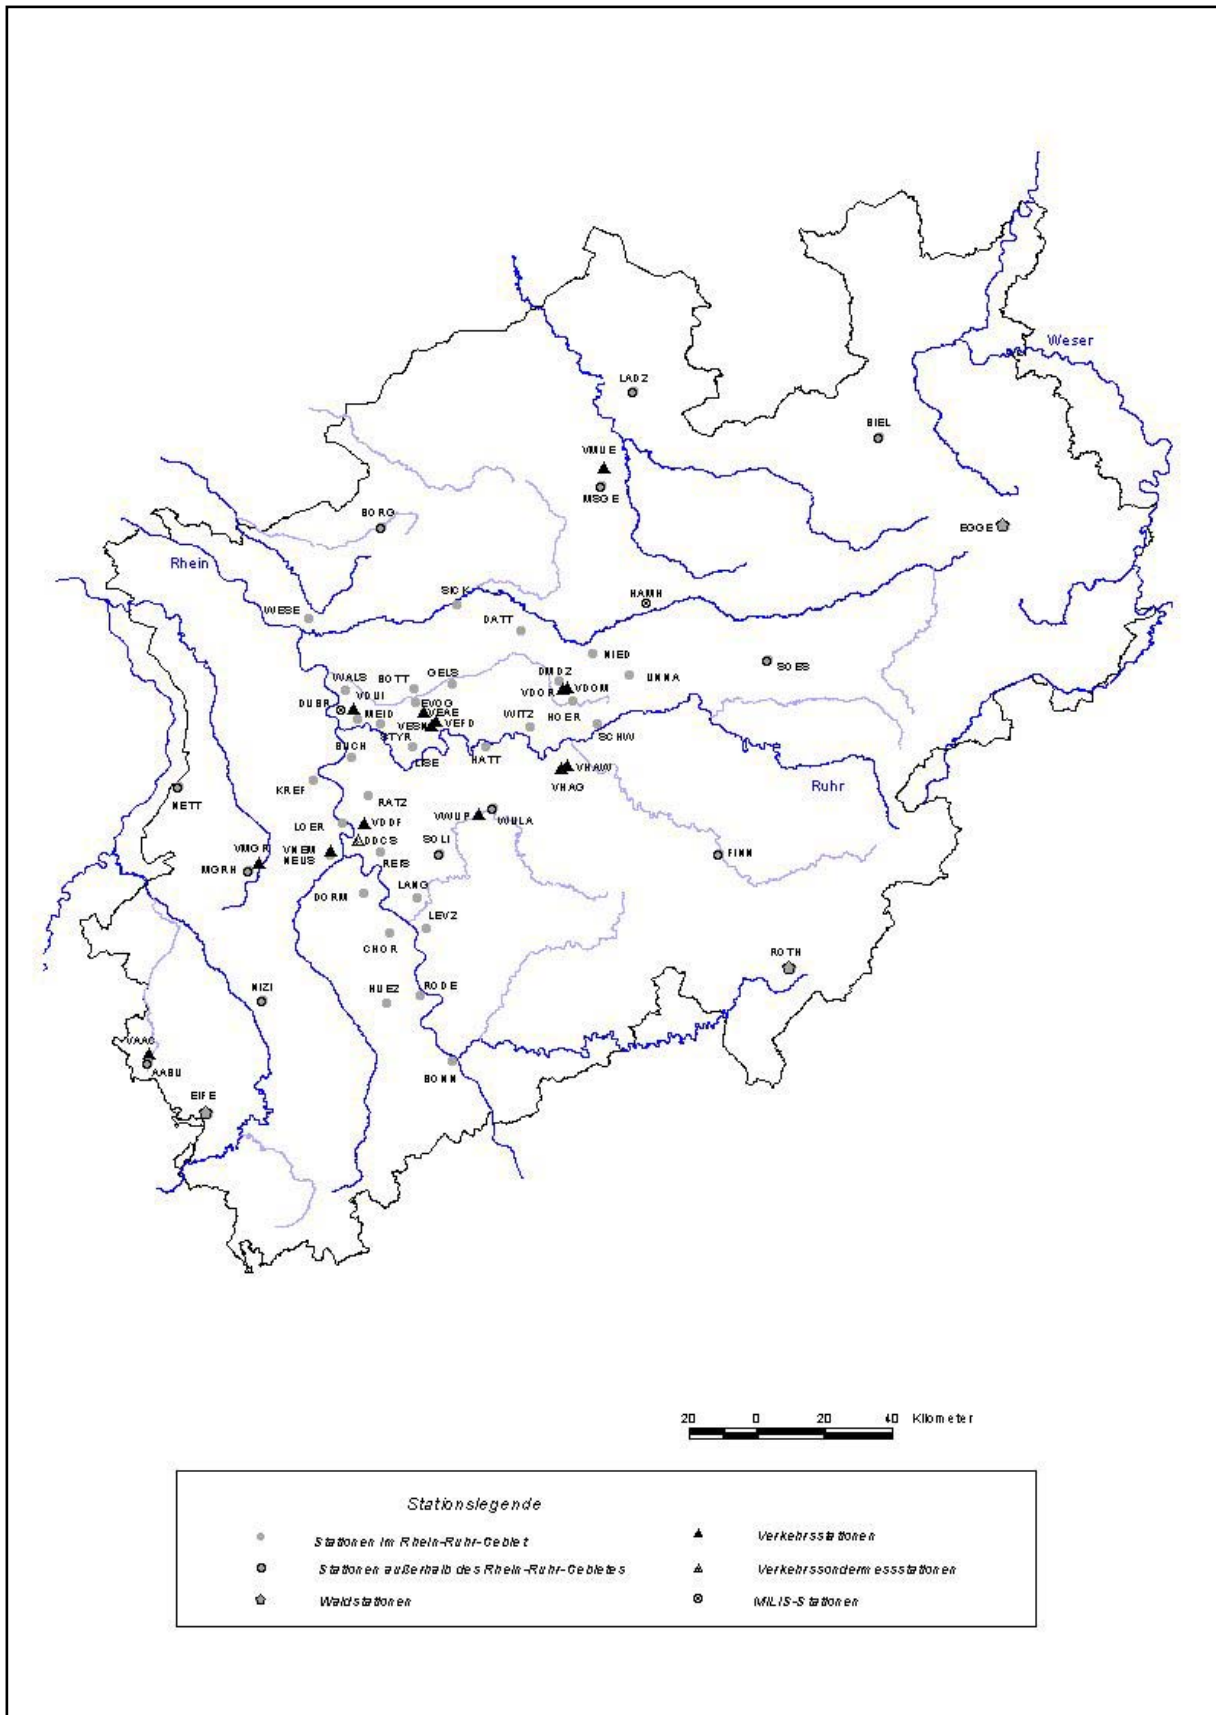 Weser
LADZ
BIEL
VMUE
MSGE
BORG
EGGE
Rhein
SICK
HAMH
WESE
DATT
NIED
SOES
DMDZ
UNNA
WALS
BOTT
GELS
VDOR
VDOM
VDUI
DUBR
EVOG
MEID
VEAE
VEFD
VESN
WITZ
HOER
SCHW
STYR
BUCH
LISE
HATT
VHAW
VHAG
Ruhr
KREF
NETT
RATZ
LOER
VDDF
VWUP
WULA
DDCS
SOLI
VMGR
VNEM
NEUS
REIS
FINN
MGRH
DORM
LANG
LEVZ
CHOR
ROTH
NIZI
HUEZ
RODE
VAAC
AABU
BONN
EIFE
20 0 20 40 Kilometer
Stationslegende
Stationen im Rhein-Ruhr-Gebiet
Verkehrsstationen
Stationen außerhalb des Rhein-Ruhr-Gebietes
Verkehrssondermessstationen
Waldstationen
MILIS-Stationen